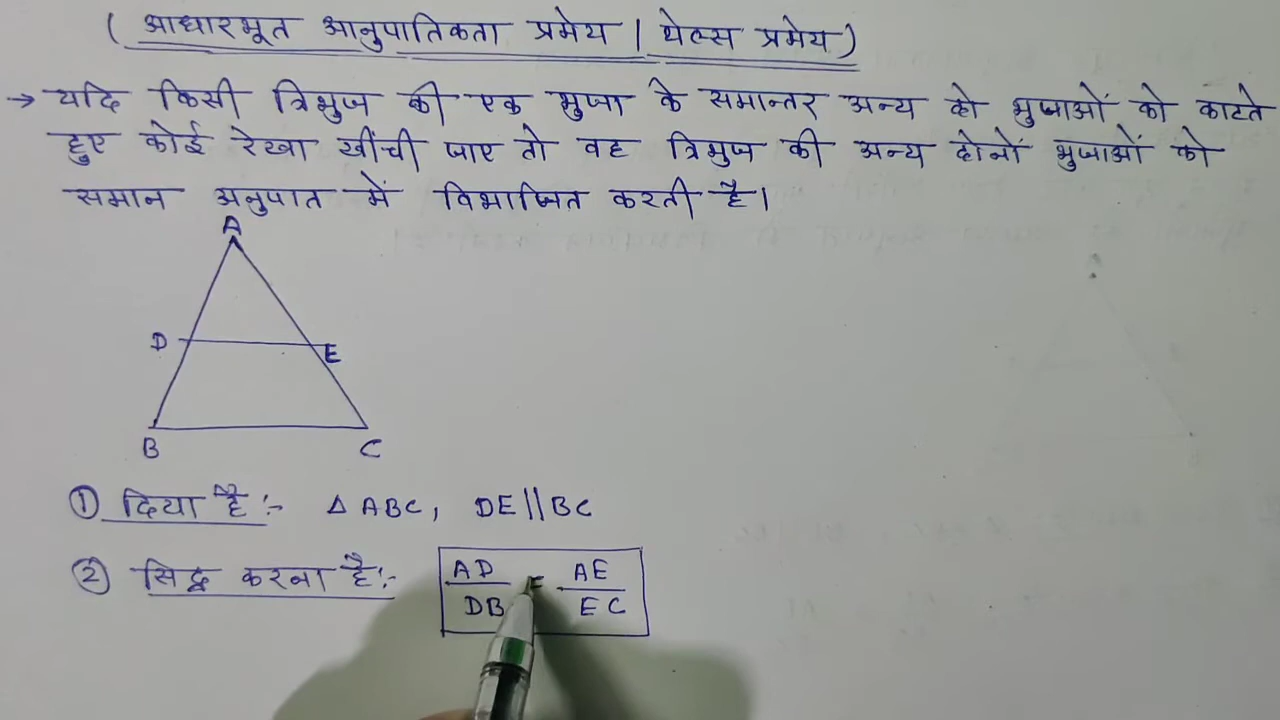 ( आधारभूत आनुपातिकता प्रमेय | थेल्स प्रमेय )
→ यदि किसी त्रिभुज की एक भुजा के समान्तर अन्य दो भुजाओं को काटते
हुए कोई रेखा खींची जाए तो वह त्रिभुज की अन्य दोनों भुजाओं को
समान अनुपात में विभाजित करती है।
A
D
E
B
C
① दिया है :- Δ ABC, DE||BC
② सिद्ध करना है :- AD/DB = AE/EC